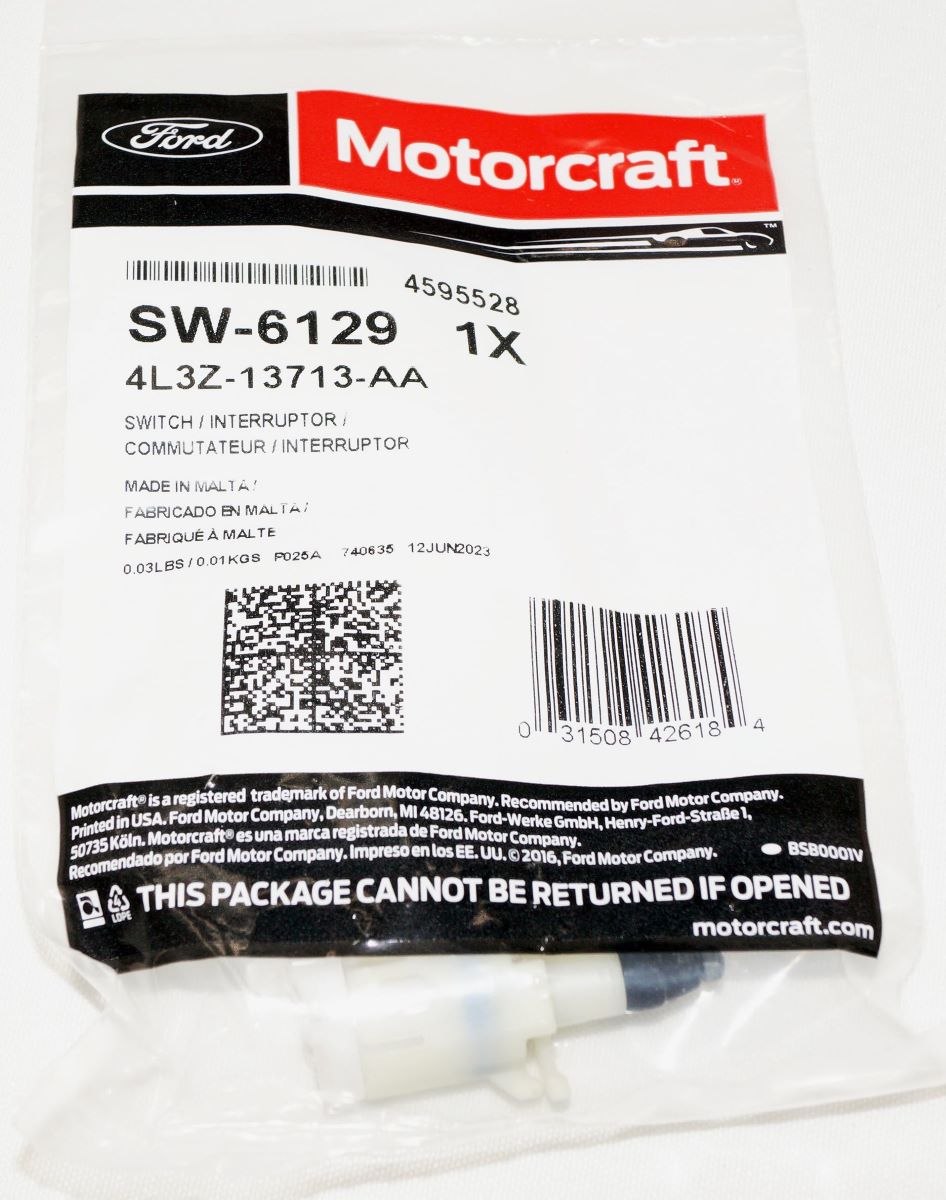 Ford
Motorcraft®
TM
4595528
SW-6129 1X
4L3Z-13713-AA
SWITCH / INTERRUPTOR /
COMMUTATEUR / INTERRUPTOR
MADE IN MALTA /
FABRICADO EN MALTA /
FABRIQUÉ À MALTE
0.03LBS / 0.01KGS P025A 740635 12JUN2023
0 31508 42618 4
Motorcraft® is a registered trademark of Ford Motor Company. Recommended by Ford Motor Company.
Printed in USA. Ford Motor Company, Dearborn, MI 48126. Ford-Werke GmbH, Henry-Ford-Straße 1,
50735 Köln. Motorcraft® es una marca registrada de Ford Motor Company.
Recomendado por Ford Motor Company. Impreso en los EE. UU. © 2016, Ford Motor Company.
BSB0001V
4
LDPE
THIS PACKAGE CANNOT BE RETURNED IF OPENED
motorcraft.com